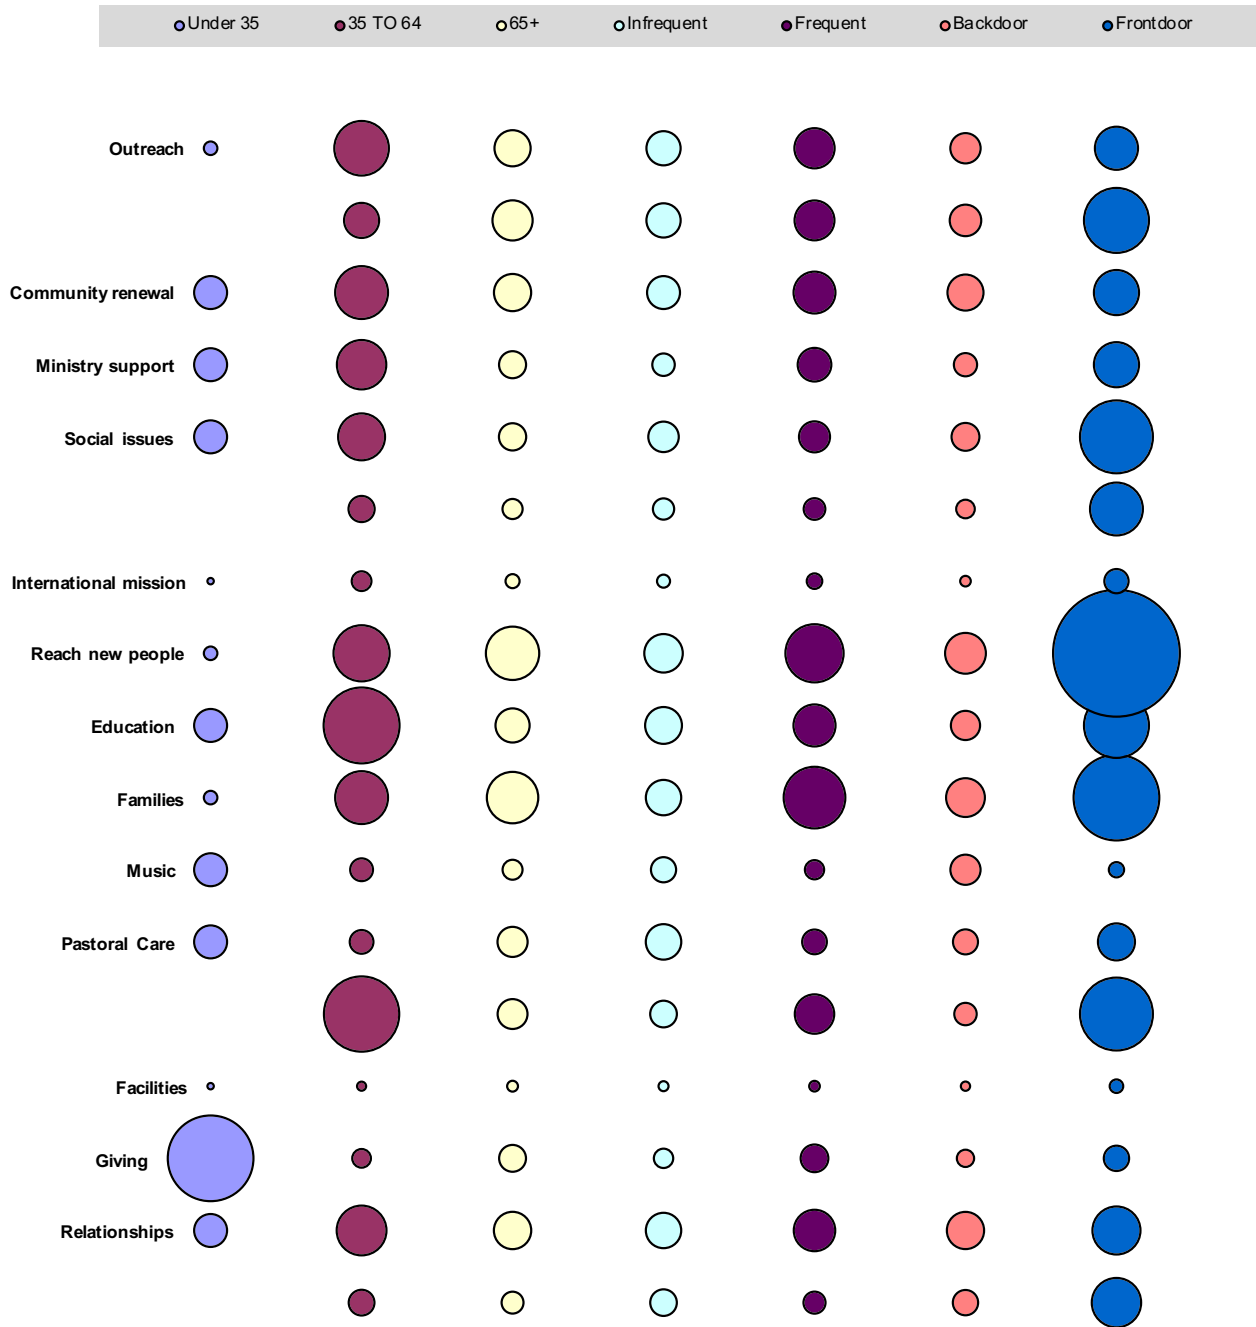 Under 35 35 TO 64 65+ Infrequent Frequent Backdoor Frontdoor
Outreach
Community renewal
Ministry support
Social issues
International mission
Reach new people
Education
Families
Music
Pastoral Care
Facilities
Giving
Relationships